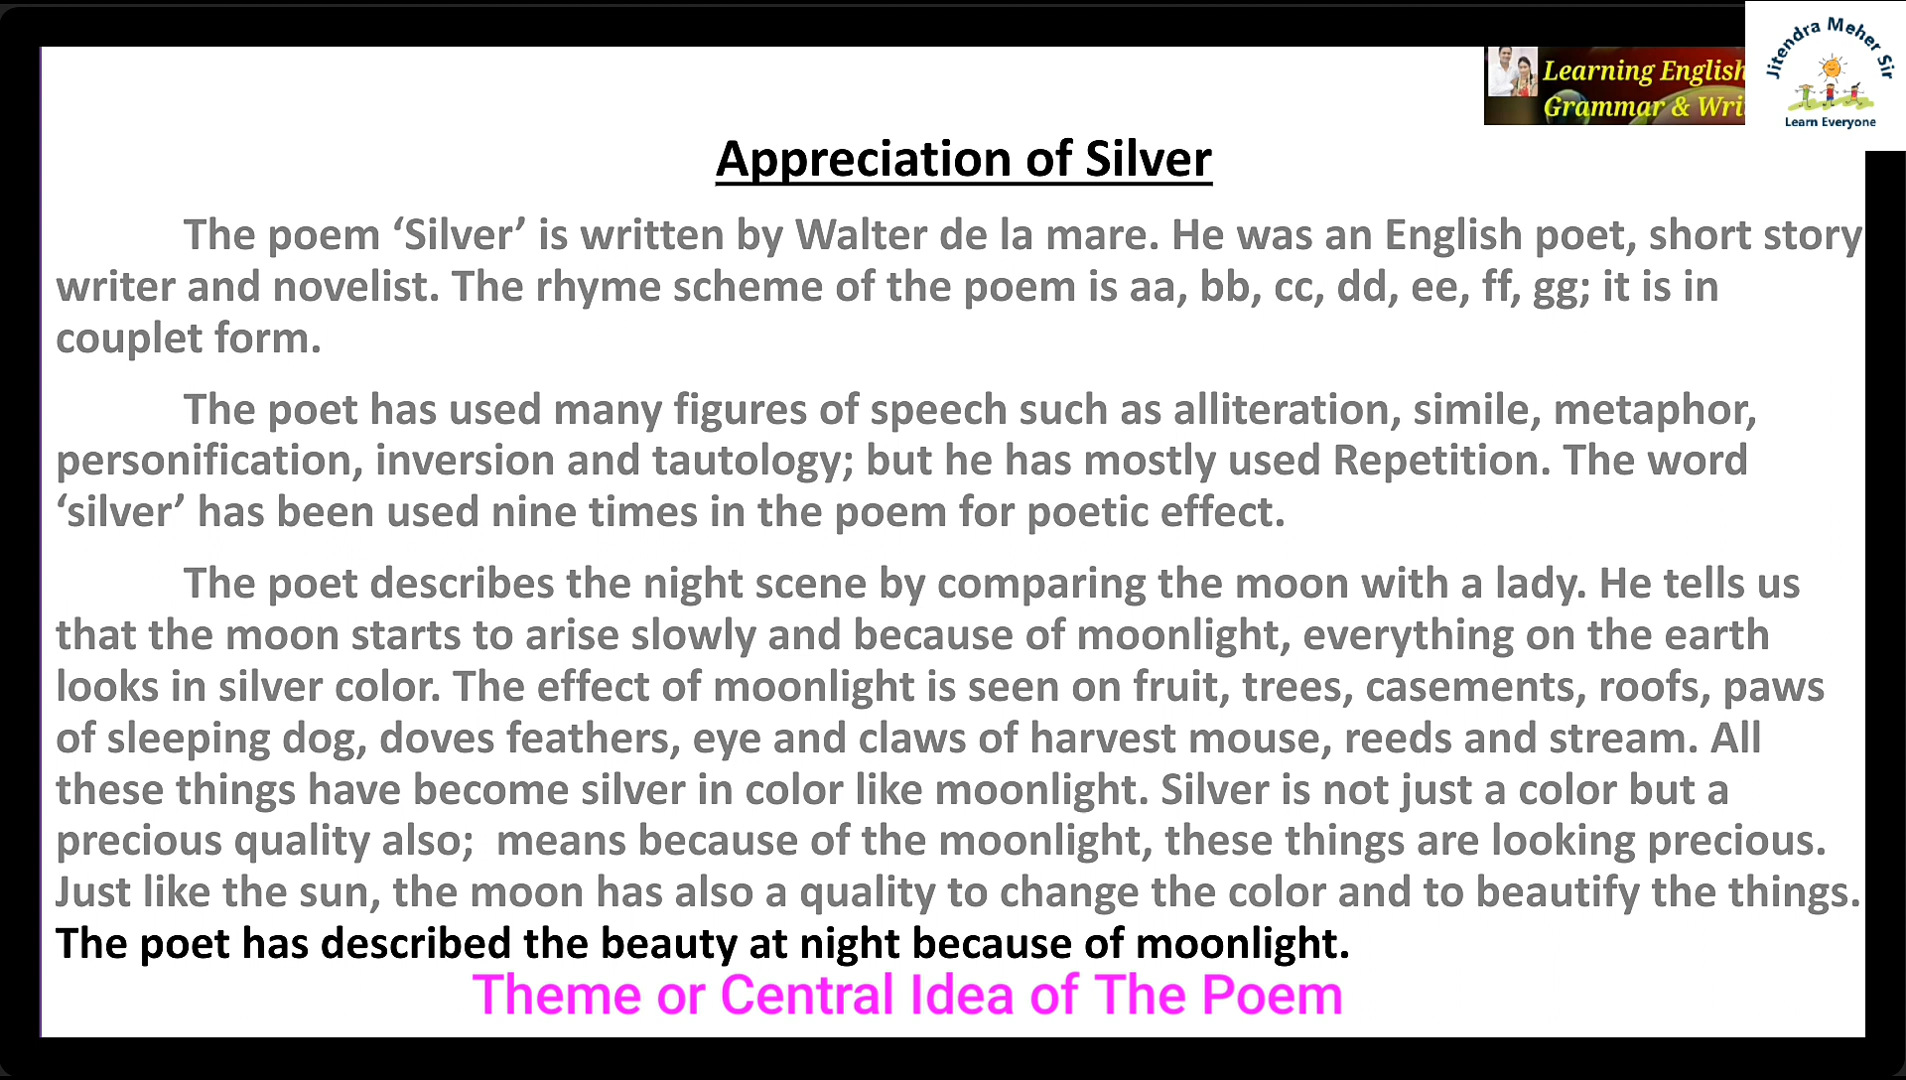 Jitendra Meher Sir
Learn Everyone
Learning English
Grammar & Wri
Appreciation of Silver
The poem ‘Silver’ is written by Walter de la mare. He was an English poet, short story
writer and novelist. The rhyme scheme of the poem is aa, bb, cc, dd, ee, ff, gg; it is in
couplet form.
The poet has used many figures of speech such as alliteration, simile, metaphor,
personification, inversion and tautology; but he has mostly used Repetition. The word
‘silver’ has been used nine times in the poem for poetic effect.
The poet describes the night scene by comparing the moon with a lady. He tells us
that the moon starts to arise slowly and because of moonlight, everything on the earth
looks in silver color. The effect of moonlight is seen on fruit, trees, casements, roofs, paws
of sleeping dog, doves feathers, eye and claws of harvest mouse, reeds and stream. All
these things have become silver in color like moonlight. Silver is not just a color but a
precious quality also;  means because of the moonlight, these things are looking precious.
Just like the sun, the moon has also a quality to change the color and to beautify the things.
The poet has described the beauty at night because of moonlight.
Theme or Central Idea of The Poem